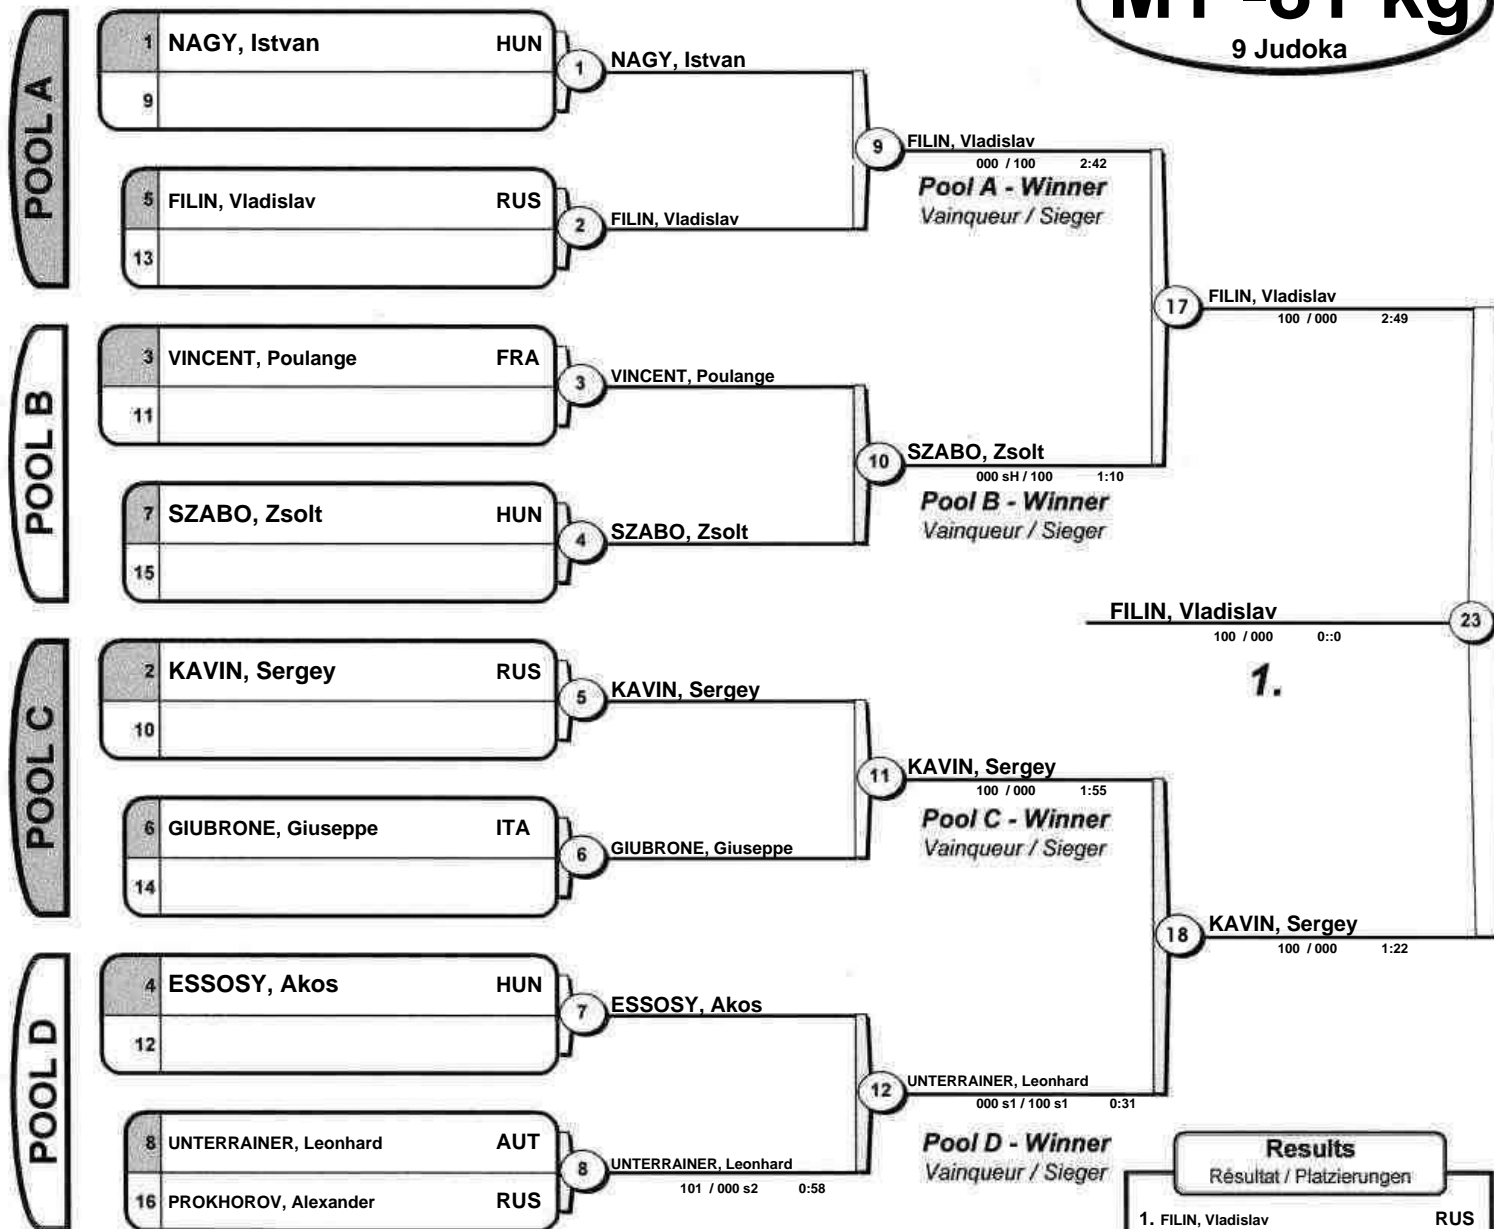 M1 -81 kg
9 Judoka
POOL A
1 NAGY, Istvan HUN
9
5 FILIN, Vladislav RUS
13
1 NAGY, Istvan
2 FILIN, Vladislav
9 FILIN, Vladislav
000 / 100 2:42
Pool A - Winner
Vainqueur / Sieger
POOL B
3 VINCENT, Poulange FRA
11
7 SZABO, Zsolt HUN
15
3 VINCENT, Poulange
4 SZABO, Zsolt
10 SZABO, Zsolt
000 sH / 100 1:10
Pool B - Winner
Vainqueur / Sieger
17 FILIN, Vladislav
100 / 000 2:49
FILIN, Vladislav 23
100 / 000 0::0
1.
POOL C
2 KAVIN, Sergey RUS
10
6 GIUBRONE, Giuseppe ITA
14
5 KAVIN, Sergey
6 GIUBRONE, Giuseppe
11 KAVIN, Sergey
100 / 000 1:55
Pool C - Winner
Vainqueur / Sieger
18 KAVIN, Sergey
100 / 000 1:22
POOL D
4 ESSOSY, Akos HUN
12
8 UNTERRAINER, Leonhard AUT
16 PROKHOROV, Alexander RUS
7 ESSOSY, Akos
8 UNTERRAINER, Leonhard
101 / 000 s2 0:58
12 UNTERRAINER, Leonhard
000 s1 / 100 s1 0:31
Pool D - Winner
Vainqueur / Sieger
Results
Résultat / Platzierungen
1. FILIN, Vladislav RUS